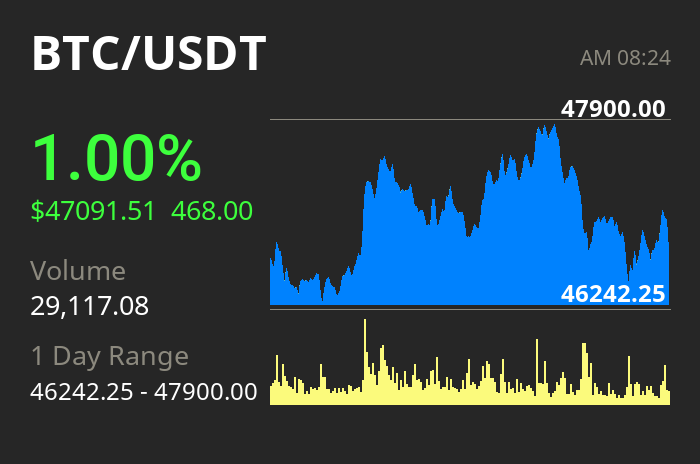 BTC/USDT
AM 08:24
1.00%
$47091.51 468.00
Volume
29,117.08
1 Day Range
46242.25 - 47900.00
47900.00
46242.25